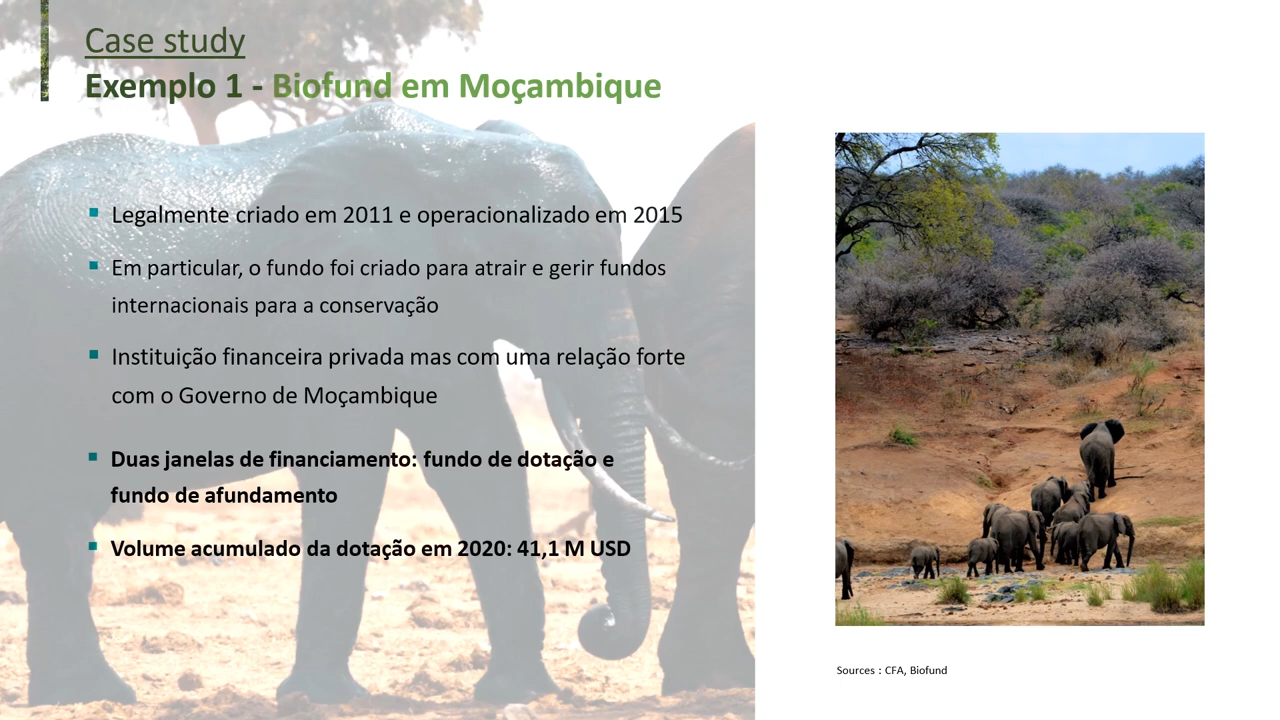 Case study
Exemplo 1 - Biofund em Moçambique
Legalmente criado em 2011 e operacionalizado em 2015
Em particular, o fundo foi criado para atrair e gerir fundos
internacionais para a conservação
Instituição financeira privada mas com uma relação forte
com o Governo de Moçambique
Duas janelas de financiamento: fundo de dotação e
fundo de afundamento
Volume acumulado da dotação em 2020: 41,1 M USD
Sources : CFA, Biofund